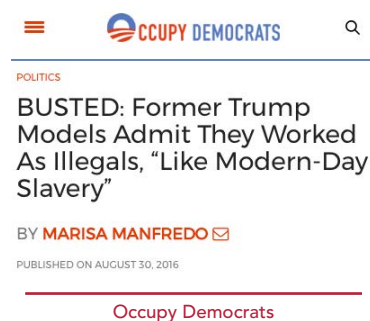 OCCUPY DEMOCRATS
POLITICS
BUSTED: Former Trump
Models Admit They Worked
As Illegals, “Like Modern-Day
Slavery”
BY MARISA MANFREDO
PUBLISHED ON AUGUST 30, 2016
Occupy Democrats